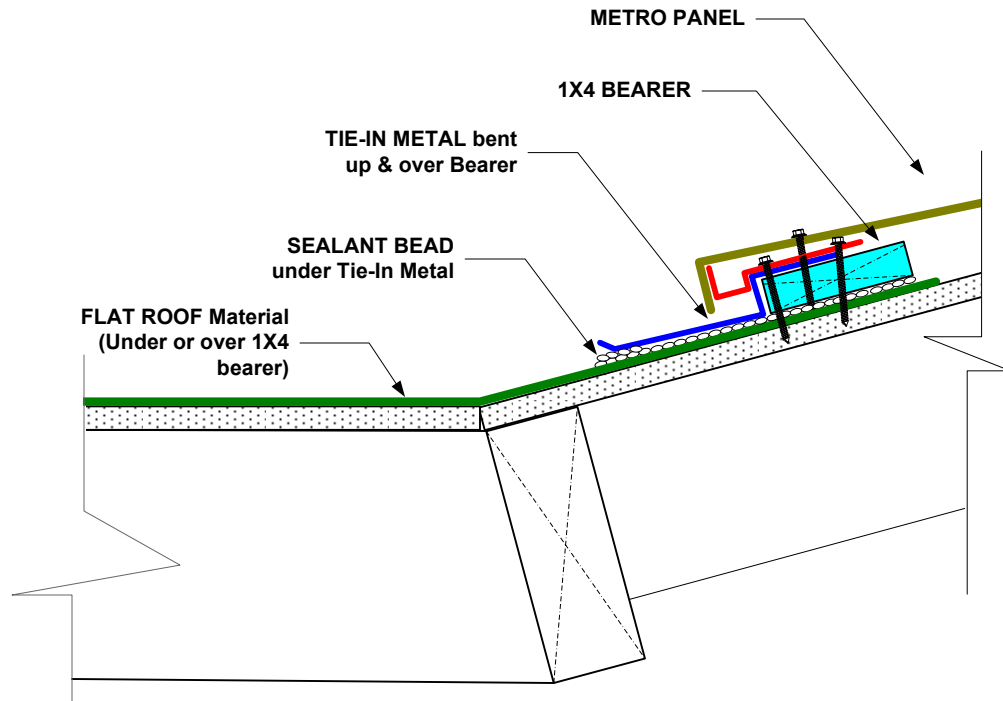 METRO PANEL
1X4 BEARER
TIE-IN METAL bent
up & over Bearer
SEALANT BEAD
under Tie-In Metal
FLAT ROOF Material
(Under or over 1X4
bearer)